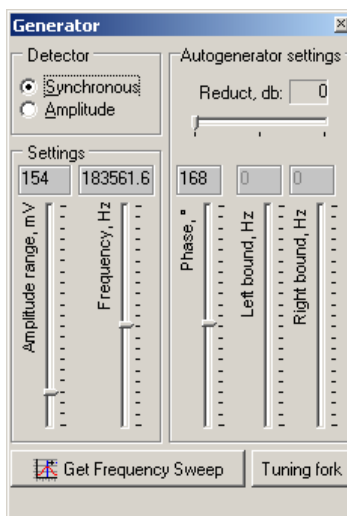 Generator
Detector
Synchronous
Amplitude
Autogenerator settings
Reduct, db: 0
Settings
154 183561.6 168 0 0
Amplitude range, mV
Frequency, Hz
Phase, °
Left bound, Hz
Right bound, Hz
Get Frequency Sweep
Tuning fork